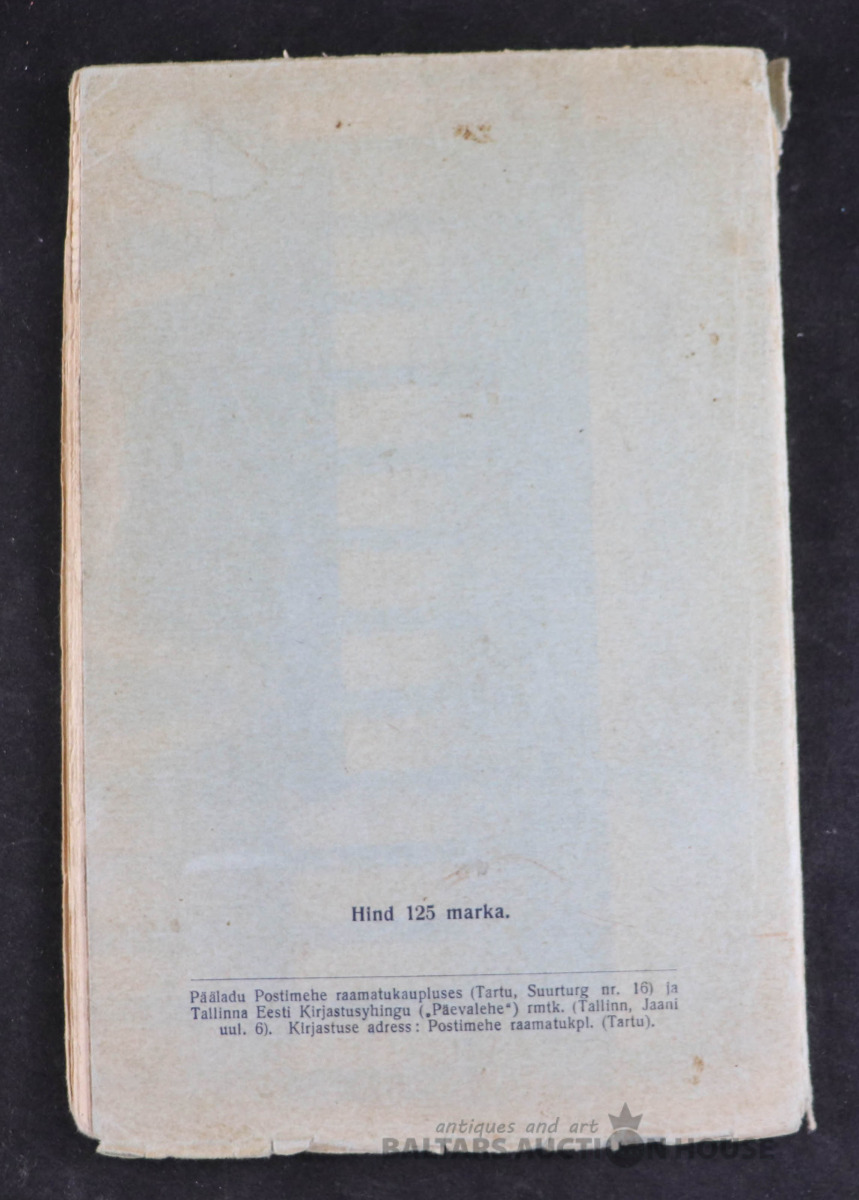 Hind 125 marka.
Pääladu Postimehe raamatukaupluses (Tartu, Suurturg nr. 16) ja
Tallinna Eesti Kirjastusyhingu („Päevalehe“) rmtk. (Tallinn, Jaani
uul. 6). Kirjastuse adress: Postimehe raamatukpl. (Tartu).
antiques and art
BALTARS AUCTION HOUSE